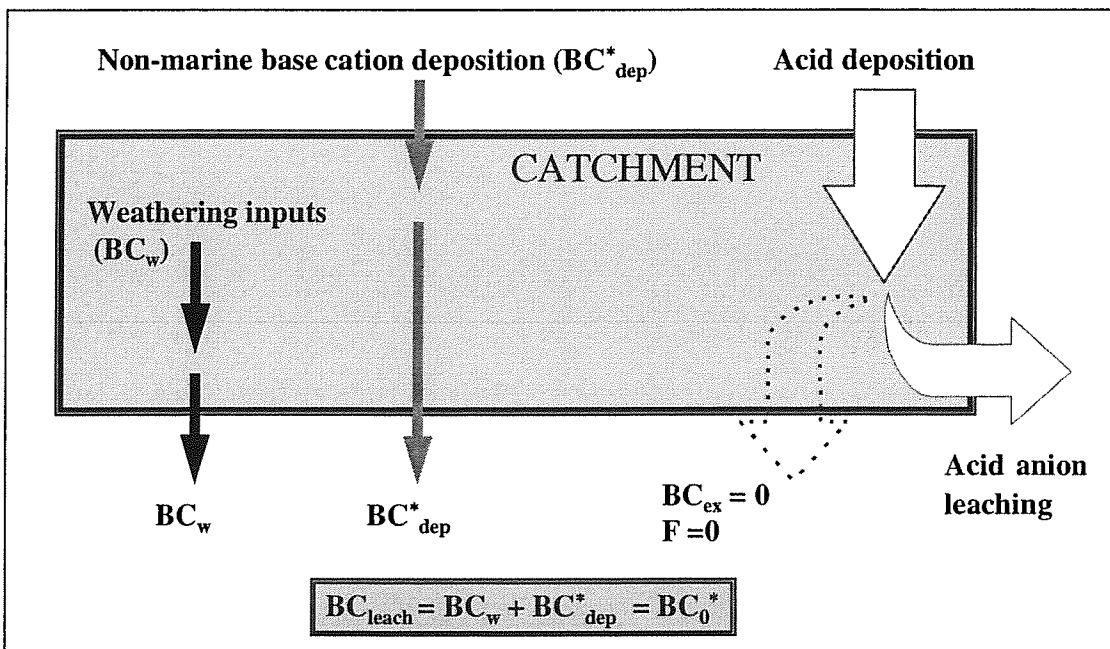 Non-marine base cation deposition (BC*dep)
Acid deposition
CATCHMENT
Weathering inputs
(BCw)
BCw
BC*dep
BCex = 0
F =0
Acid anion
leaching
BCleach = BCw + BC*dep = BC0*